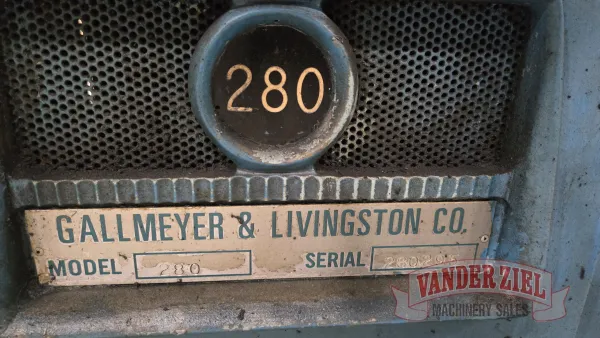 280
GALLMEYER & LIVINGSTON CO.
MODEL 280 SERIAL
VANDER ZIEL
MACHINERY SALES